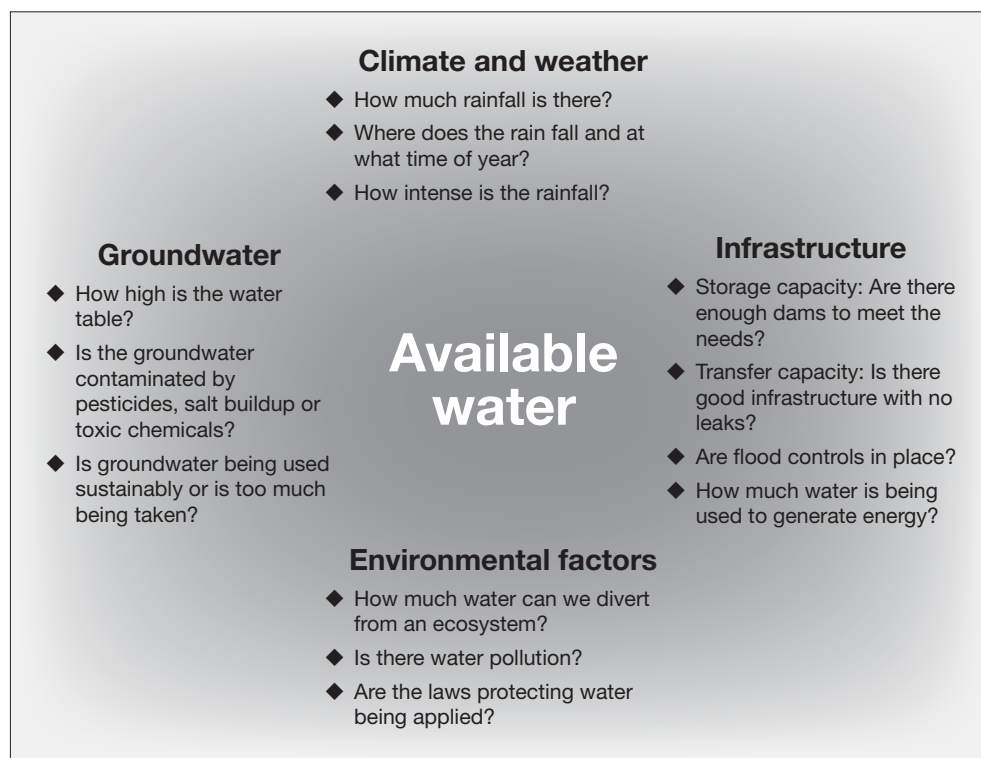 Climate and weather
◆ How much rainfall is there?
◆ Where does the rain fall and at
what time of year?
◆ How intense is the rainfall?
Groundwater
◆ How high is the water
table?
◆ Is the groundwater
contaminated by
pesticides, salt buildup or
toxic chemicals?
◆ Is groundwater being used
sustainably or is too much
being taken?
Available
water
Infrastructure
◆ Storage capacity: Are there
enough dams to meet the
needs?
◆ Transfer capacity: Is there
good infrastructure with no
leaks?
◆ Are flood controls in place?
◆ How much water is being
used to generate energy?
Environmental factors
◆ How much water can we divert
from an ecosystem?
◆ Is there water pollution?
◆ Are the laws protecting water
being applied?